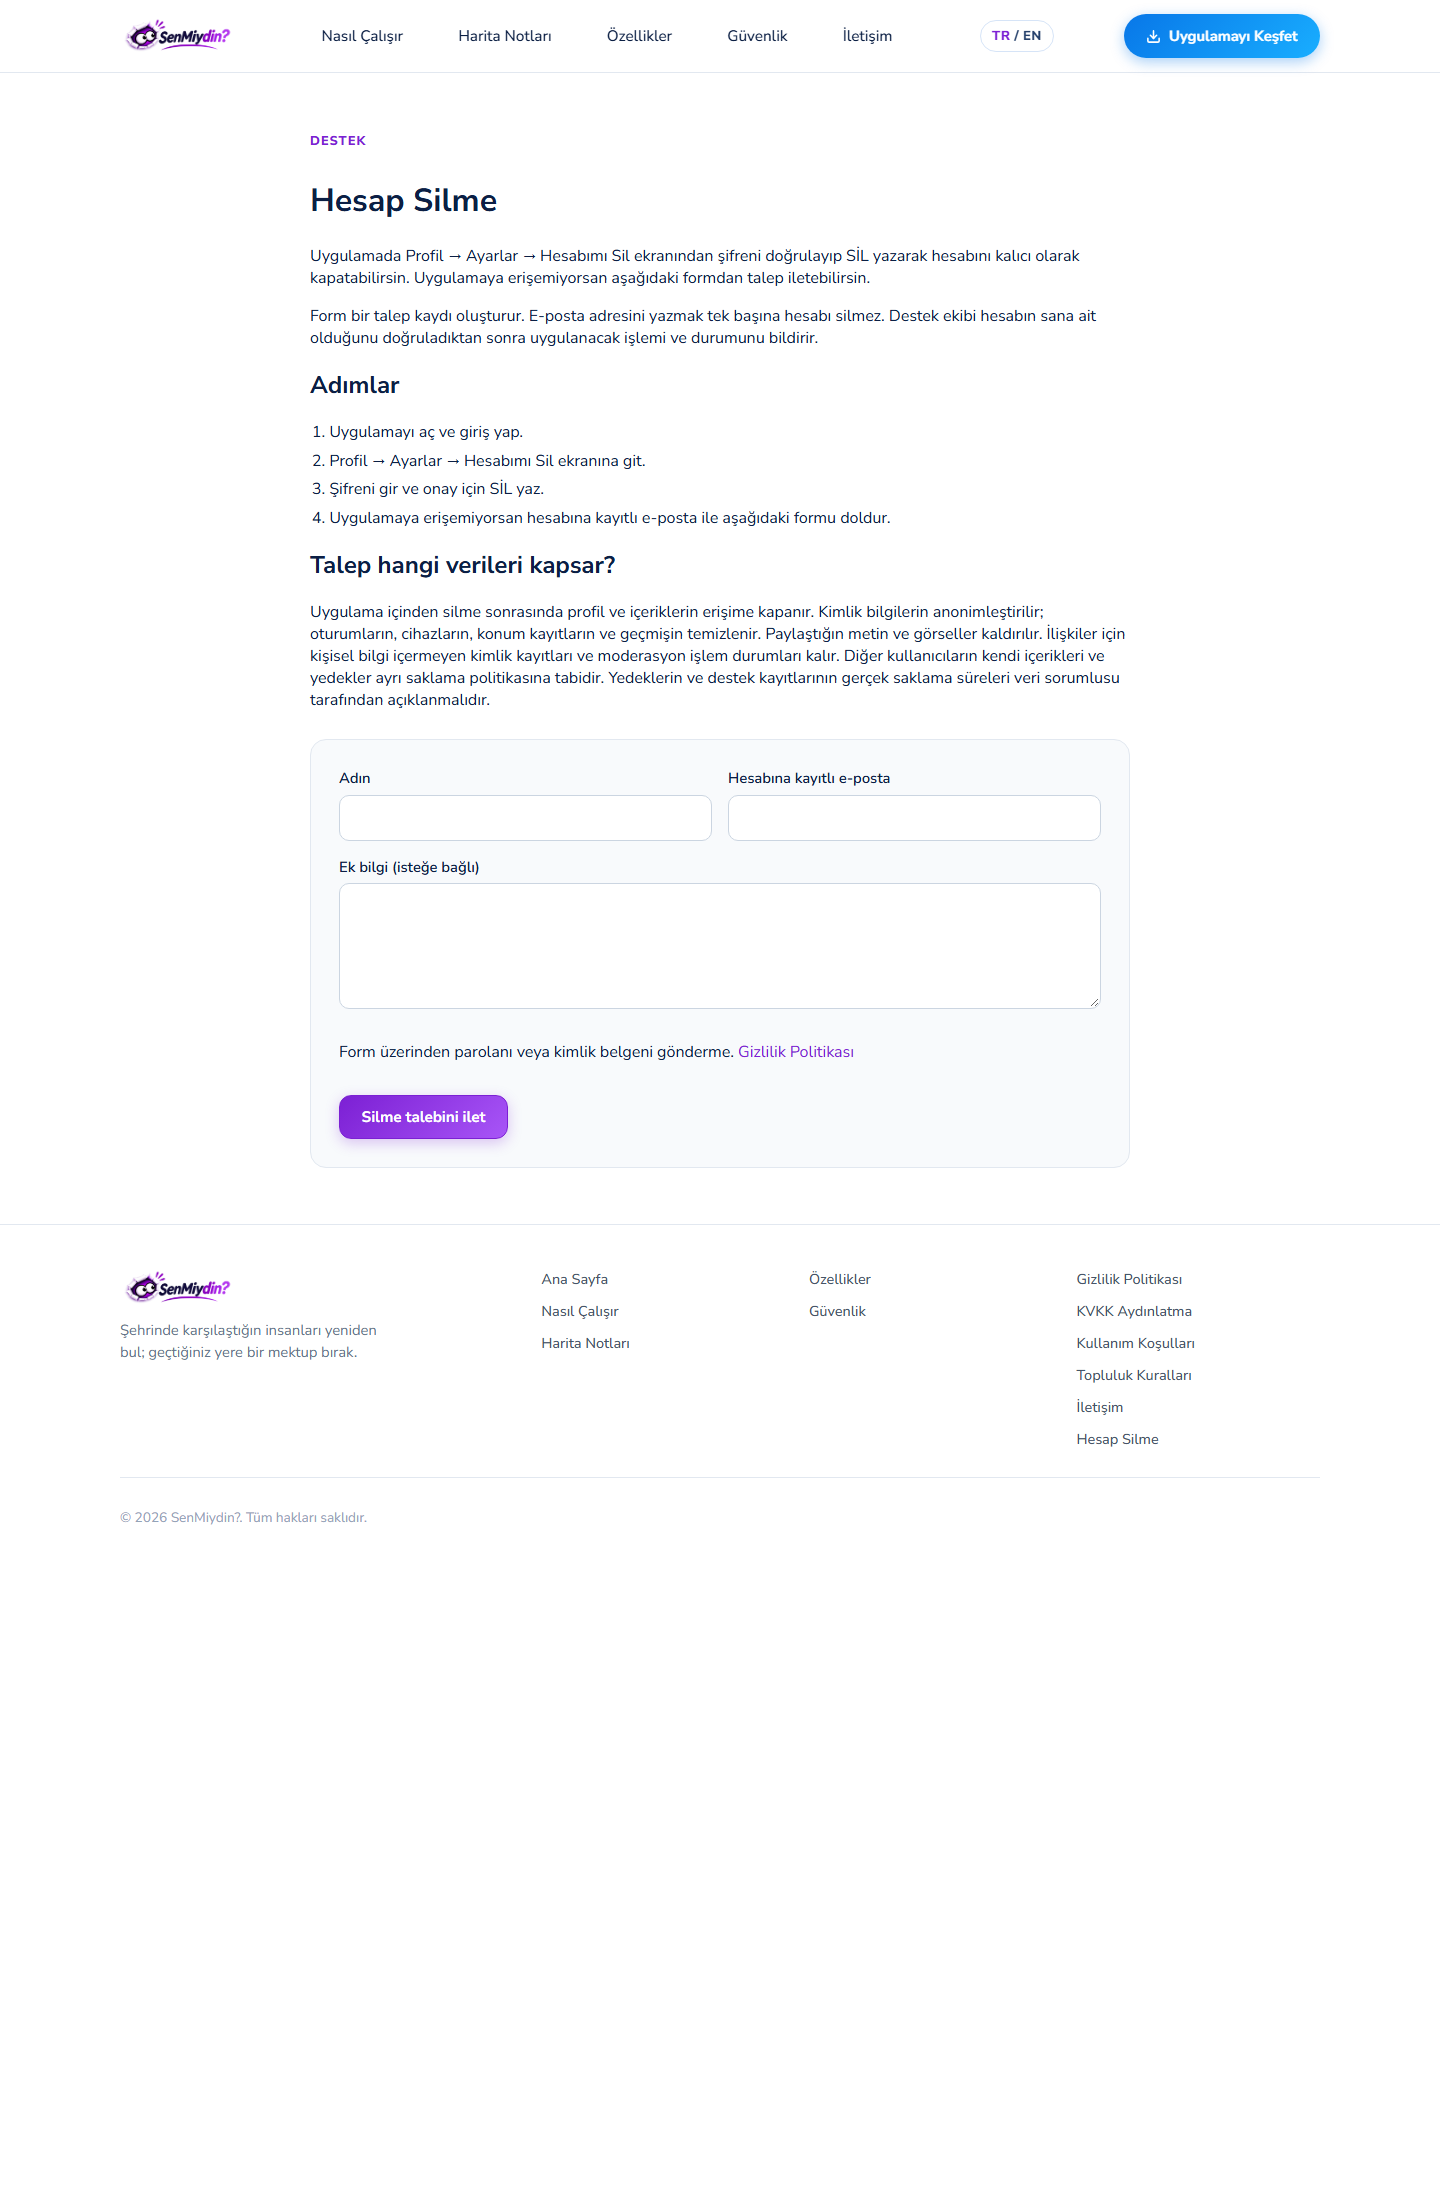 SenMiydin?
Nasıl Çalışır
Harita Notları
Özellikler
Güvenlik
İletişim
TR / EN
Uygulamayı Keşfet
DESTEK
Hesap Silme
Uygulamada Profil → Ayarlar → Hesabımı Sil ekranından şifreni doğrulayıp SİL yazarak hesabını kalıcı olarak
kapatabilirsin. Uygulamaya erişemiyorsan aşağıdaki formdan talep iletebilirsin.
Form bir talep kaydı oluşturur. E-posta adresini yazmak tek başına hesabı silmez. Destek ekibi hesabın sana ait
olduğunu doğruladıktan sonra uygulanacak işlemi ve durumunu bildirir.
Adımlar
1. Uygulamayı aç ve giriş yap.
2. Profil → Ayarlar → Hesabımı Sil ekranına git.
3. Şifreni gir ve onay için SİL yaz.
4. Uygulamaya erişemiyorsan hesabına kayıtlı e-posta ile aşağıdaki formu doldur.
Talep hangi verileri kapsar?
Uygulama içinden silme sonrasında profil ve içeriklerin erişime kapanır. Kimlik bilgilerin anonimleştirilir;
oturumların, cihazların, konum kayıtların ve geçmişin temizlenir. Paylaştığın metin ve görseller kaldırılır. İlişkiler için
kişisel bilgi içermeyen kimlik kayıtları ve moderasyon işlem durumları kalır. Diğer kullanıcıların kendi içerikleri ve
yedekler ayrı saklama politikasına tabidir. Yedeklerin ve destek kayıtlarının gerçek saklama süreleri veri sorumlusu
tarafından açıklanmalıdır.
Adın
Hesabına kayıtlı e-posta
Ek bilgi (isteğe bağlı)
Form üzerinden parolanı veya kimlik belgeni gönderme. Gizlilik Politikası
Silme talebini ilet
SenMiydin?
Şehrinde karşılaştığın insanları yeniden
bul; geçtiğiniz yere bir mektup bırak.
Ana Sayfa
Nasıl Çalışır
Harita Notları
Özellikler
Güvenlik
Gizlilik Politikası
KVKK Aydınlatma
Kullanım Koşulları
Topluluk Kuralları
İletişim
Hesap Silme
© 2026 SenMiydin?. Tüm hakları saklıdır.